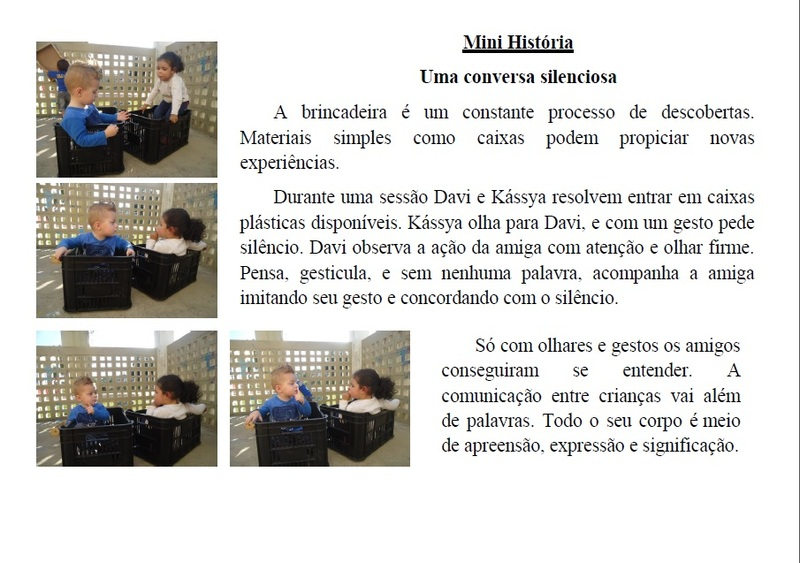 Mini História
Uma conversa silenciosa
A brincadeira é um constante processo de descobertas.
Materiais simples como caixas podem propiciar novas
experiências.
Durante uma sessão Davi e Kássya resolvem entrar em caixas
plásticas disponíveis. Kássya olha para Davi, e com um gesto pede
silêncio. Davi observa a ação da amiga com atenção e olhar firme.
Pensa, gesticula, e sem nenhuma palavra, acompanha a amiga
imitando seu gesto e concordando com o silêncio.
Só com olhares e gestos os amigos
conseguiram se entender. A
comunicação entre crianças vai além
de palavras. Todo o seu corpo é meio
de apreensão, expressão e significação.